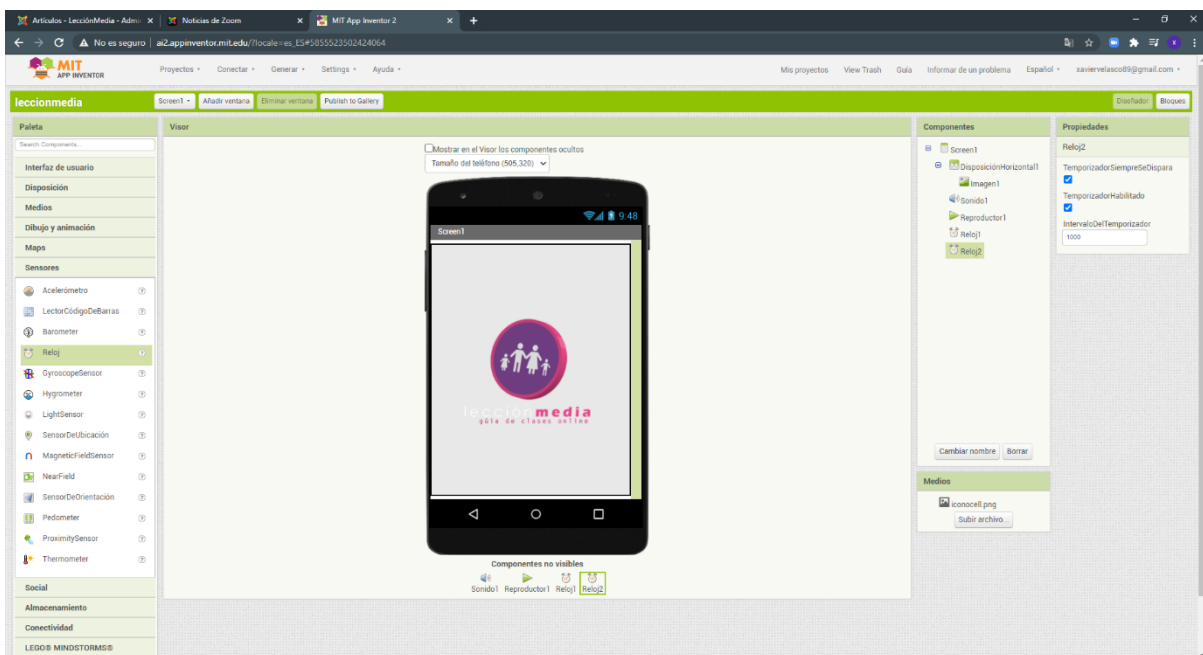 Artículos - LecciónMedia - Admi
Noticias de Zoom
MIT App Inventor 2
No es seguro
ai2.appinventor.mit.edu/?locale=es_ES#5855523502424064
MIT
APP INVENTOR
Proyectos
Conectar
Generar
Settings
Ayuda
Mis proyectos
View Trash
Guía
Informar de un problema
Español
xaviervelasco89@gmail.com
leccionmedia
Screen1
Añadir ventana
Eliminar ventana
Publish to Gallery
Diseñador
Bloques
Paleta
Search Components...
Interfaz de usuario
Disposición
Medios
Dibujo y animación
Maps
Sensores
Acelerómetro
LectorCódigoDeBarras
Barometer
Reloj
GyroscopeSensor
Hygrometer
LightSensor
SensorDeUbicación
MagneticFieldSensor
NearField
SensorDeOrientación
Pedometer
ProximitySensor
Thermometer
Social
Almacenamiento
Conectividad
LEGO® MINDSTORMS®
Visor
Mostrar en el Visor los componentes ocultos
Tamaño del teléfono (505,320)
9:48
Screen1
lecciónmedia
gúia de clases online
Componentes no visibles
Sonido1
Reproductor1
Reloj1
Reloj2
Componentes
Screen1
DisposiciónHorizontal1
Imagen1
Sonido1
Reproductor1
Reloj1
Reloj2
Cambiar nombre
Borrar
Medios
iconocell.png
Subir archivo...
Propiedades
Reloj2
TemporizadorSiempreSeDispara
TemporizadorHabilitado
IntervaloDelTemporizador
1000